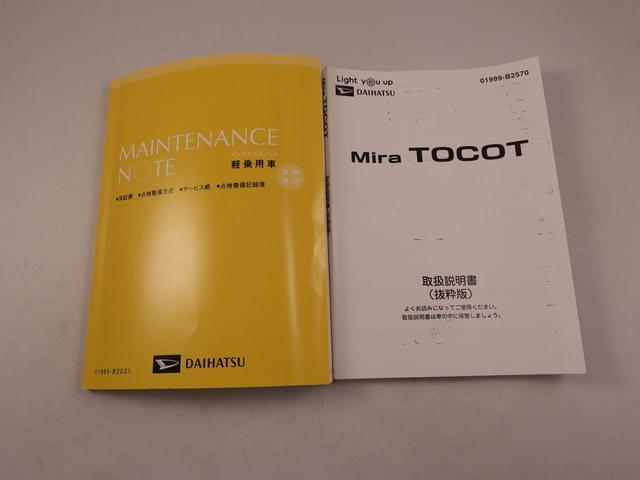 MAINTENANCE
NOTE
メンテナンスノート
軽乗用車
•保証書 •点検整備方式 •サービス網 •点検整備記録簿
DAIHATSU
01989-B2031
Light you up
DAIHATSU
01999-B2570
Mira TOCOT
取扱説明書
(抜粋版)
よくお読みになってご使用ください。
取扱説明書は車の中に保管しましょう。
Mira TOCOT